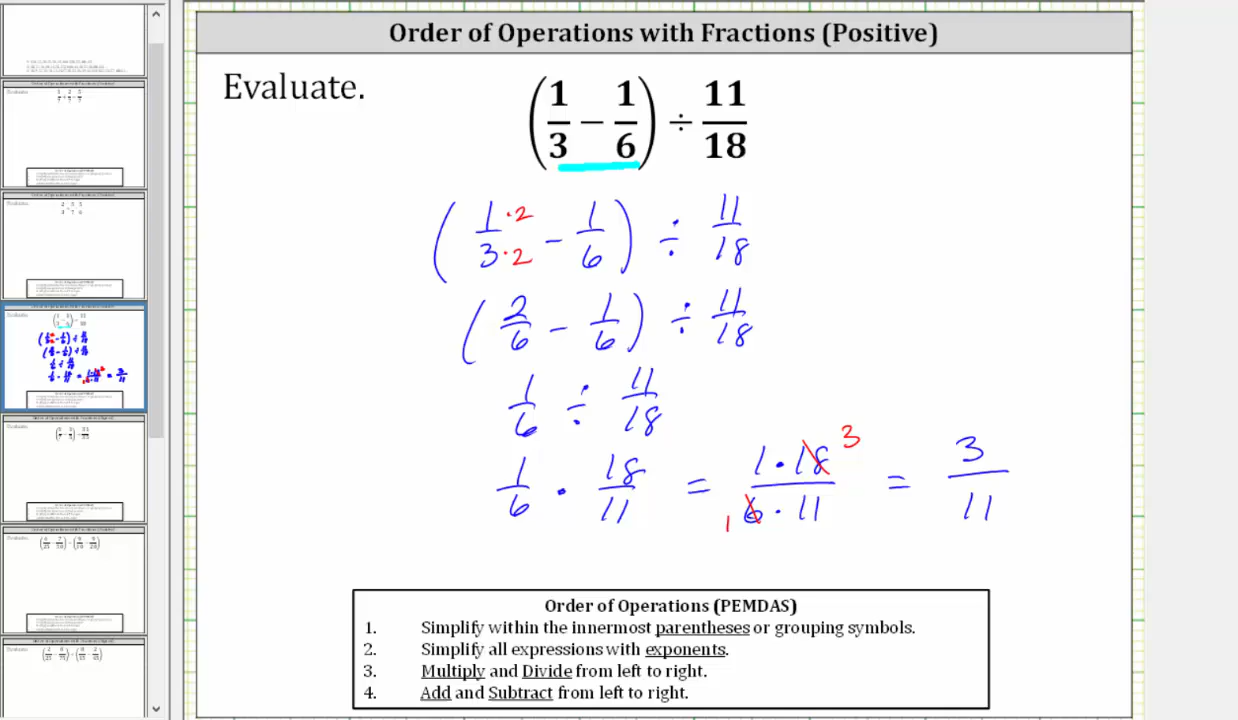 Order of Operations with Fractions (Positive)
Evaluate.
(1/3 − 1/6) ÷ 11/18
(1·2/3·2 − 1/6) ÷ 11/18
(2/6 − 1/6) ÷ 11/18
1/6 ÷ 11/18
1/6 · 18/11 = 1·18/6·11 = 3/11
3
1
Order of Operations (PEMDAS)
1. Simplify within the innermost parentheses or grouping symbols.
2. Simplify all expressions with exponents.
3. Multiply and Divide from left to right.
4. Add and Subtract from left to right.